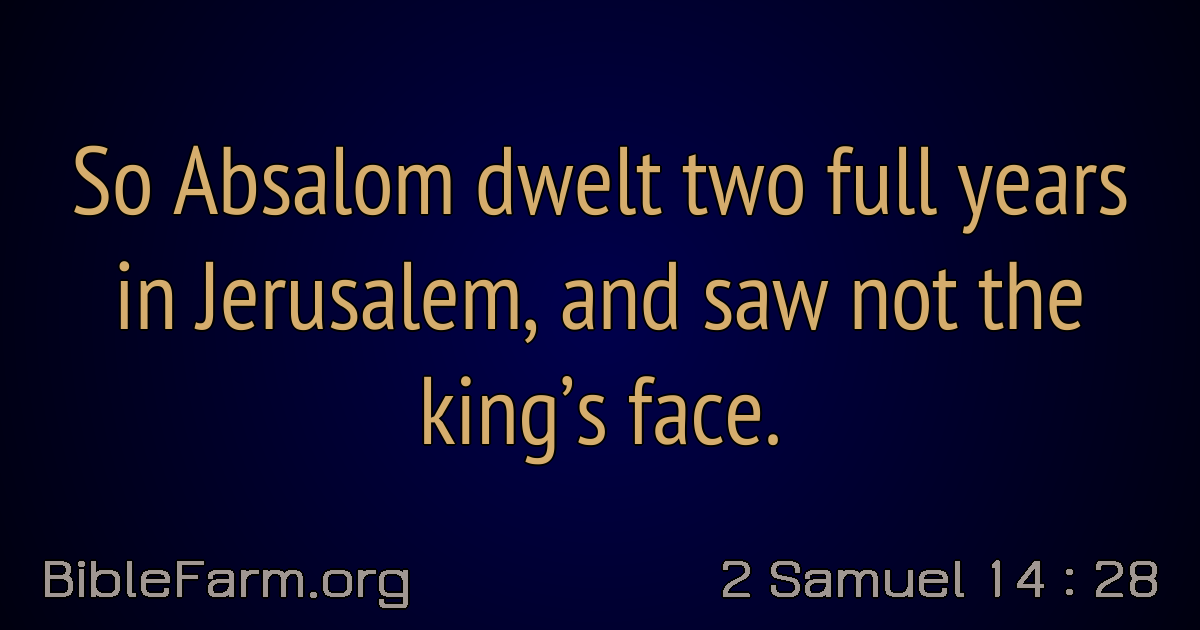 So Absalom dwelt two full years
in Jerusalem, and saw not the
king’s face.
BibleFarm.org
2 Samuel 14 : 28